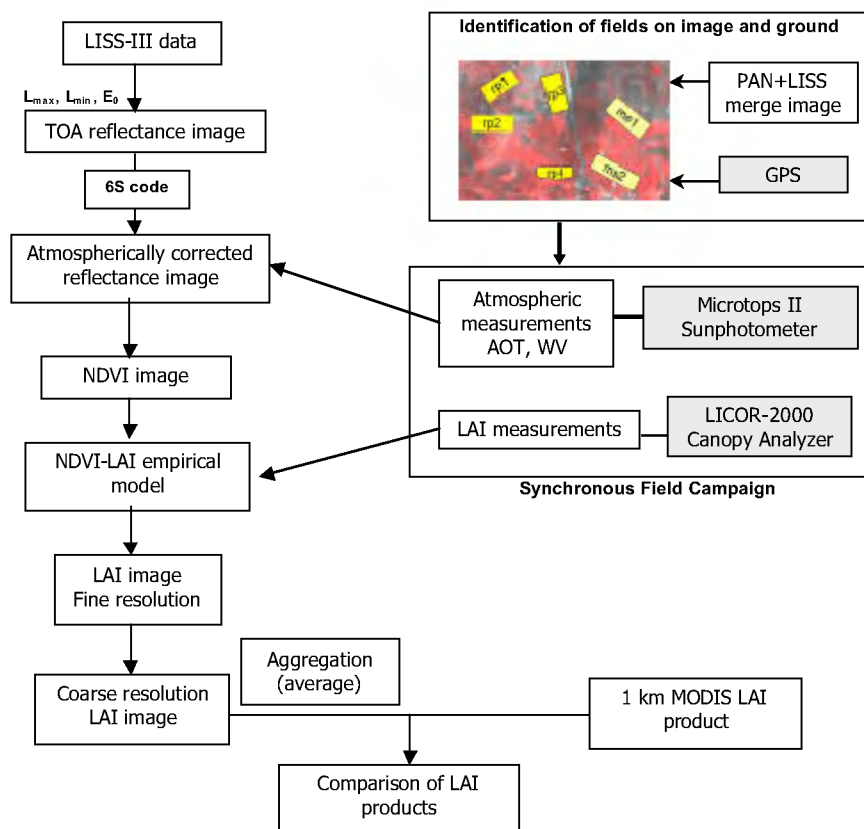 LISS-III data
Lmax, Lmin, E0
TOA reflectance image
6S code
Atmospherically corrected
reflectance image
NDVI image
NDVI-LAI empirical
model
LAI image
Fine resolution
Coarse resolution
LAI image
Aggregation
(average)
1 km MODIS LAI
product
Comparison of LAI
products
Identification of fields on image and ground
rp1
rp3
rp2
rp4
PAN+LISS
merge image
GPS
Atmospheric
measurements
AOT, WV
Microtops II
Sunphotometer
LAI measurements
LICOR-2000
Canopy Analyzer
Synchronous Field Campaign